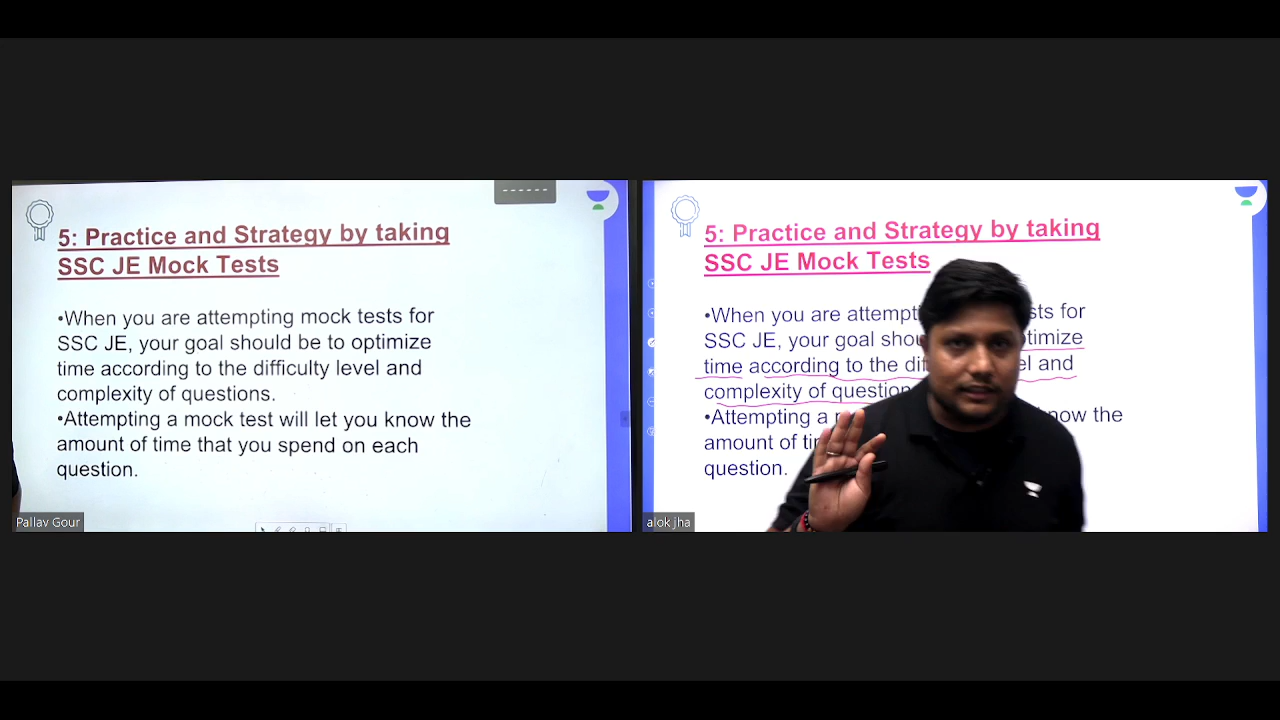 5: Practice and Strategy by taking
SSC JE Mock Tests
•When you are attempting mock tests for
SSC JE, your goal should be to optimize
time according to the difficulty level and
complexity of questions.
•Attempting a mock test will let you know the
amount of time that you spend on each
question.
Pallav Gour
5: Practice and Strategy by taking
SSC JE Mock Tests
•When you are attempti sts for
SSC JE, your goal shou timize
time according to the dif el and
complexity of question
•Attempting a now the
amount of ti
question.
alok jha